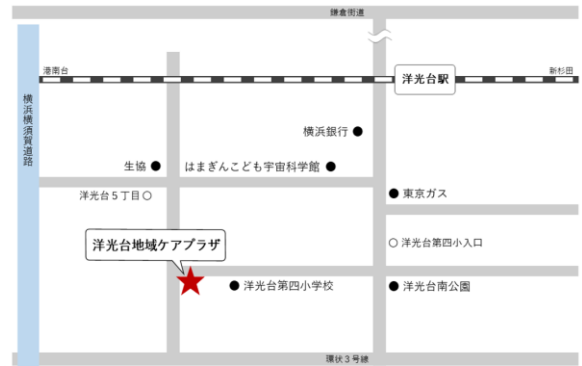 鎌倉街道
港南台
洋光台駅
新杉田
横浜横須賀道路
横浜銀行
生協
はまぎんこども宇宙科学館
洋光台5丁目
東京ガス
洋光台地域ケアプラザ
洋光台第四小入口
洋光台第四小学校
洋光台南公園
環状3号線